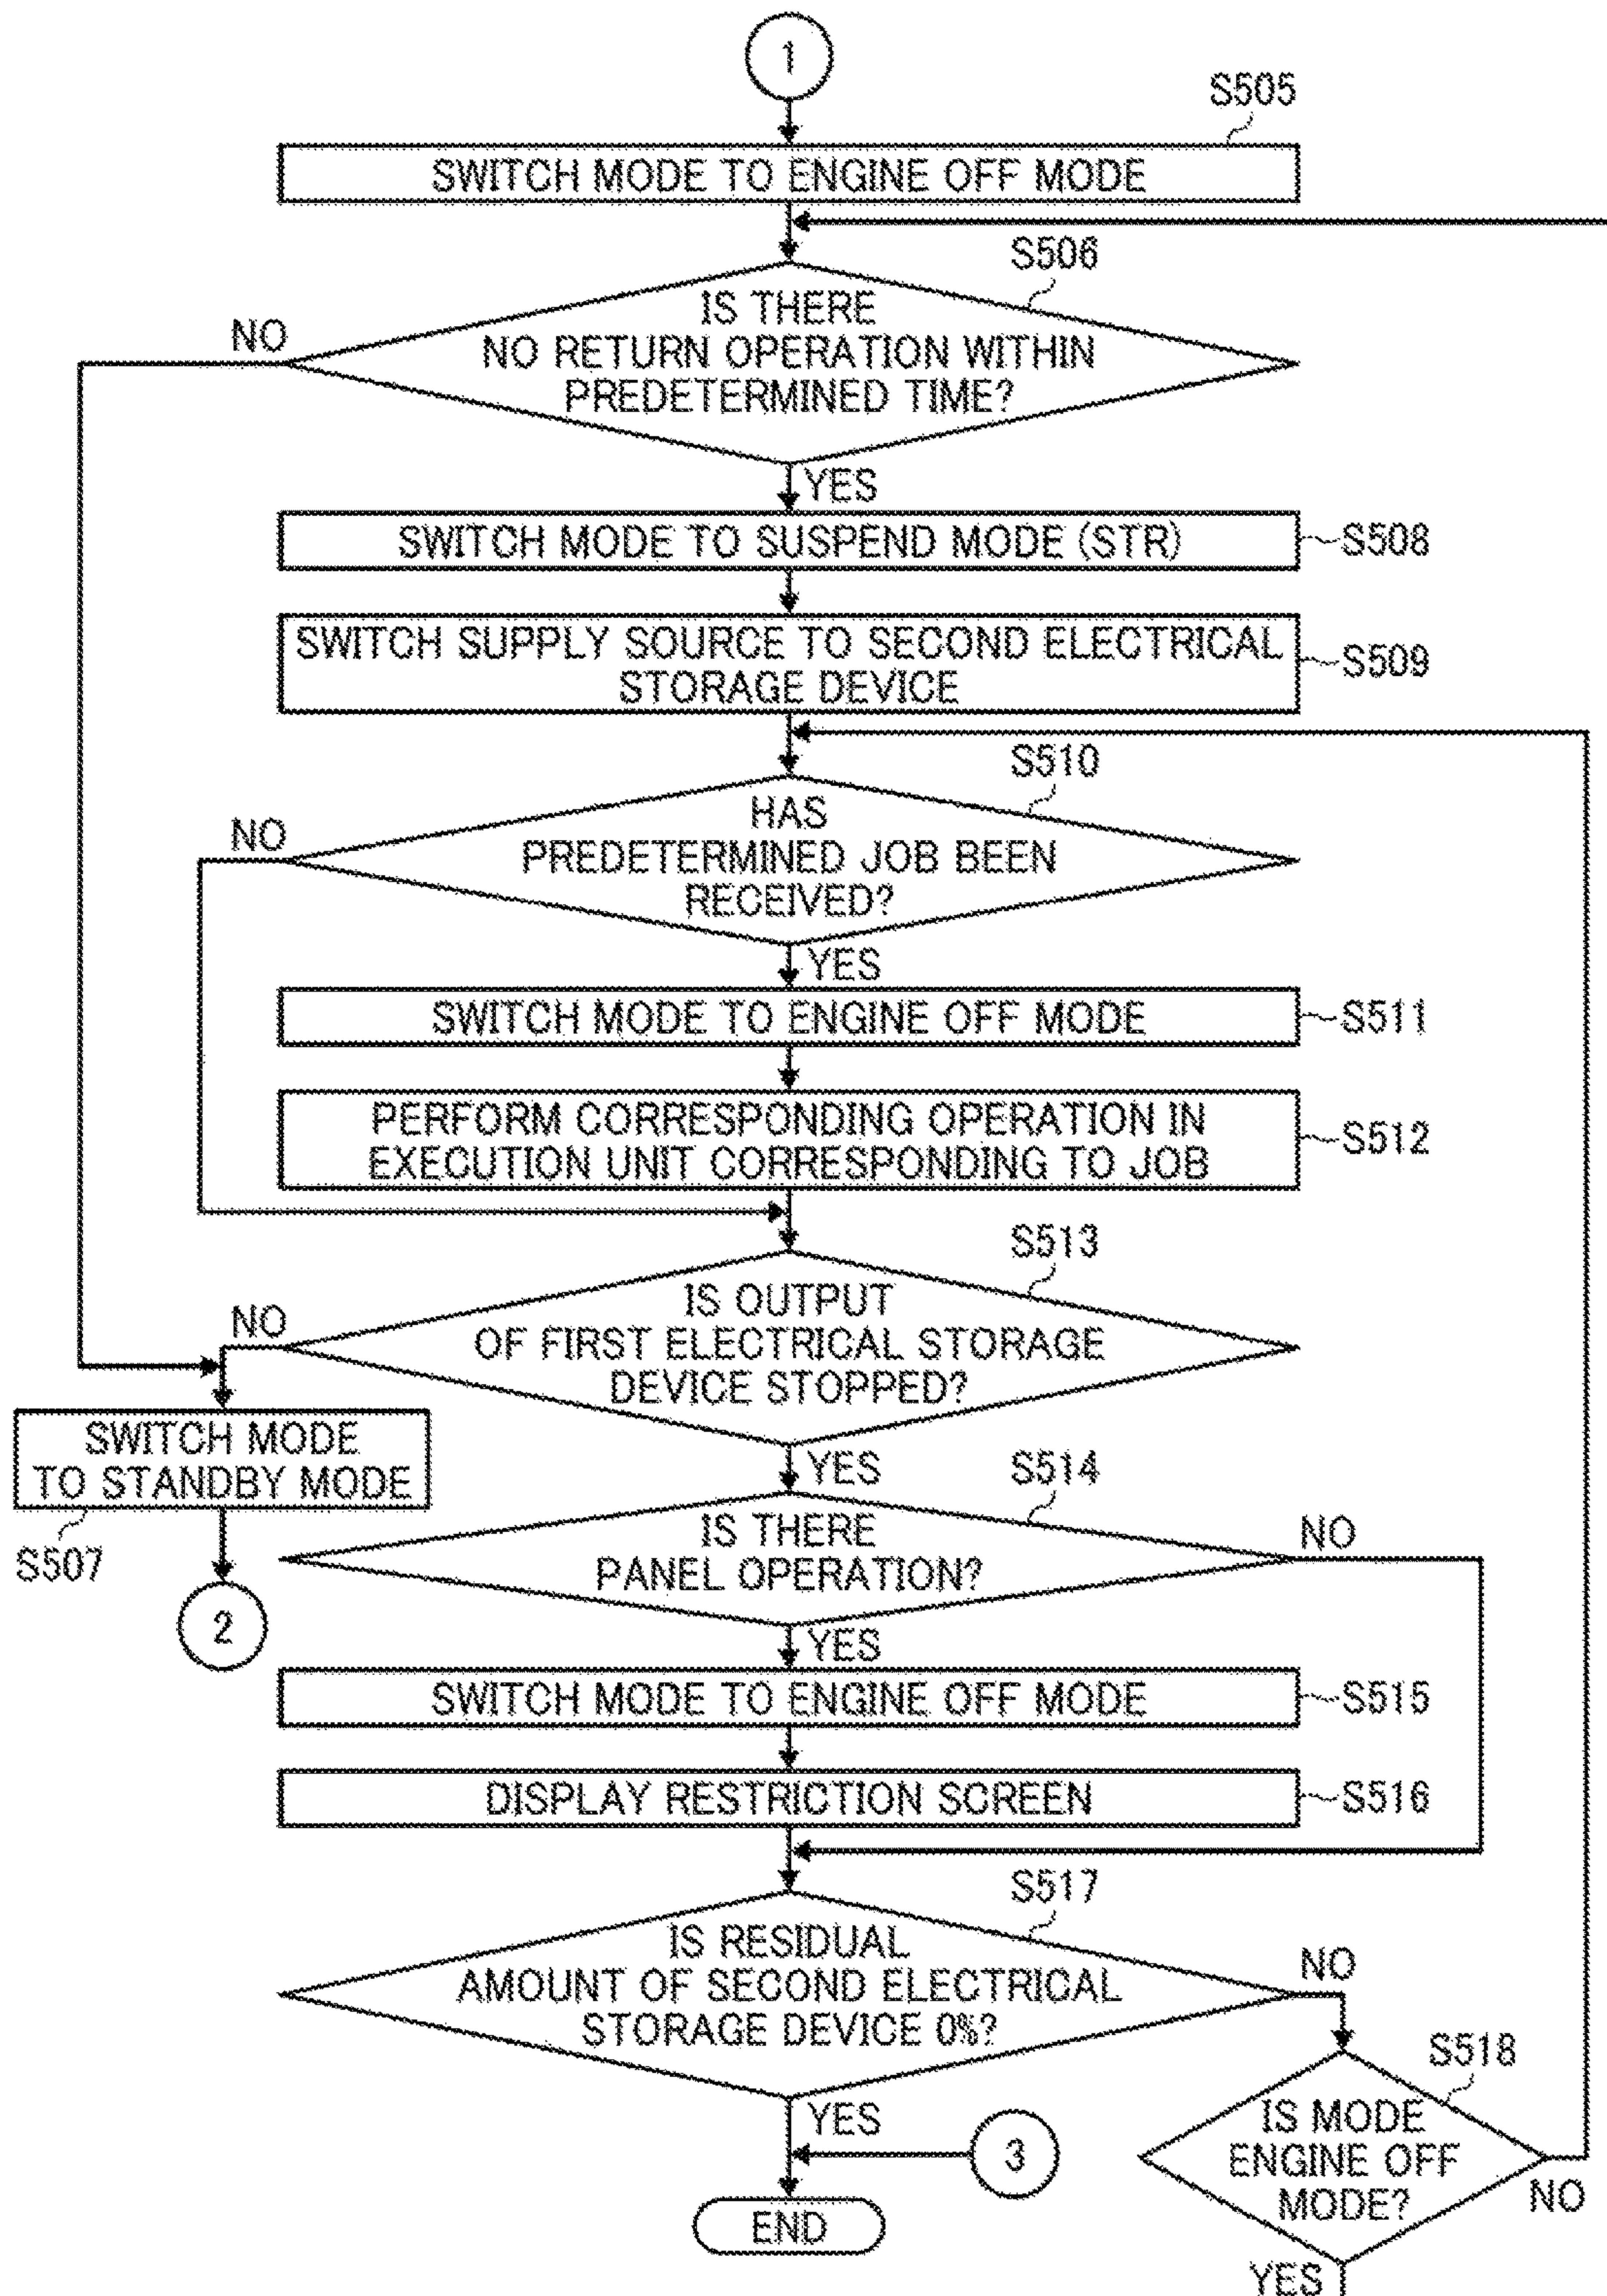 1
S505
SWITCH MODE TO ENGINE OFF MODE
S506
IS THERE
NO RETURN OPERATION WITHIN
PREDETERMINED TIME?
NO
YES
SWITCH MODE TO SUSPEND MODE (STR)
S508
SWITCH SUPPLY SOURCE TO SECOND ELECTRICAL
STORAGE DEVICE
S509
S510
HAS
PREDETERMINED JOB BEEN
RECEIVED?
NO
YES
SWITCH MODE TO ENGINE OFF MODE
S511
PERFORM CORRESPONDING OPERATION IN
EXECUTION UNIT CORRESPONDING TO JOB
S512
S513
IS OUTPUT
OF FIRST ELECTRICAL STORAGE
DEVICE STOPPED?
NO
YES
SWITCH MODE
TO STANDBY MODE
S507
2
S514
IS THERE
PANEL OPERATION?
NO
YES
SWITCH MODE TO ENGINE OFF MODE
S515
DISPLAY RESTRICTION SCREEN
S516
S517
IS RESIDUAL
AMOUNT OF SECOND ELECTRICAL
STORAGE DEVICE 0%?
NO
YES
S518
IS MODE
ENGINE OFF
MODE?
NO
YES
3
END